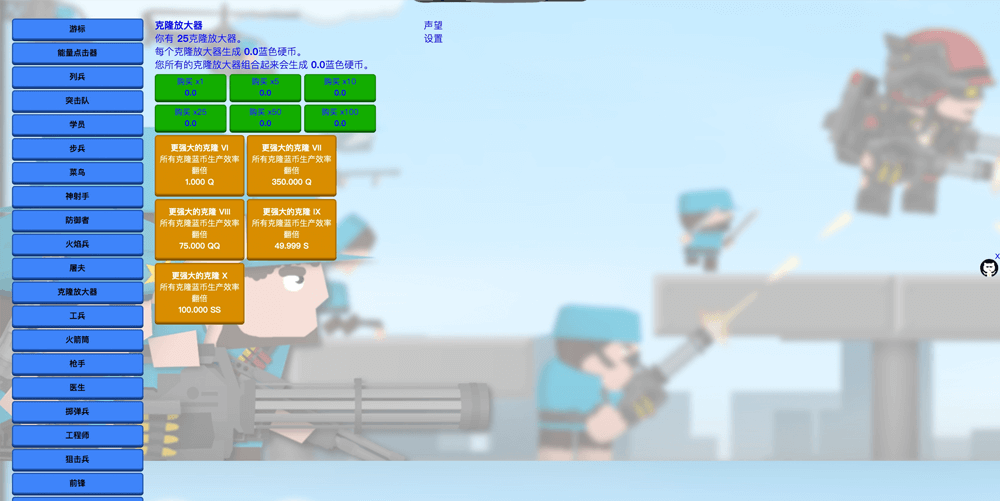 游标
能量点击器
列兵
突击队
学员
步兵
菜鸟
神射手
防御者
火焰兵
屠夫
克隆放大器
工兵
火箭筒
枪手
医生
掷弹兵
工程师
狙击兵
前锋
克隆放大器
你有 25克隆放大器。
每个克隆放大器生成 0.0蓝色硬币。
您所有的克隆放大器组合起来会生成 0.0蓝色硬币。
购买 x1
0.0
购买 x5
0.0
购买 x10
0.0
购买 x25
0.0
购买 x50
0.0
购买 x100
0.0
更强大的克隆 VI
所有克隆蓝币生产效率
翻倍
1.000 Q
更强大的克隆 VII
所有克隆蓝币生产效率
翻倍
350.000 Q
更强大的克隆 VIII
所有克隆蓝币生产效率
翻倍
75.000 QQ
更强大的克隆 IX
所有克隆蓝币生产效率
翻倍
49.999 S
更强大的克隆 X
所有克隆蓝币生产效率
翻倍
100.000 SS
声望
设置
x